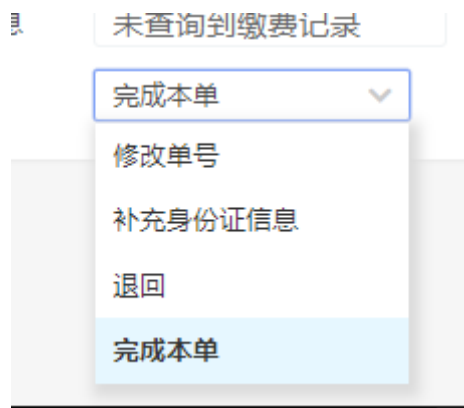 息
未查询到缴费记录
完成本单
修改单号
补充身份证信息
退回
完成本单